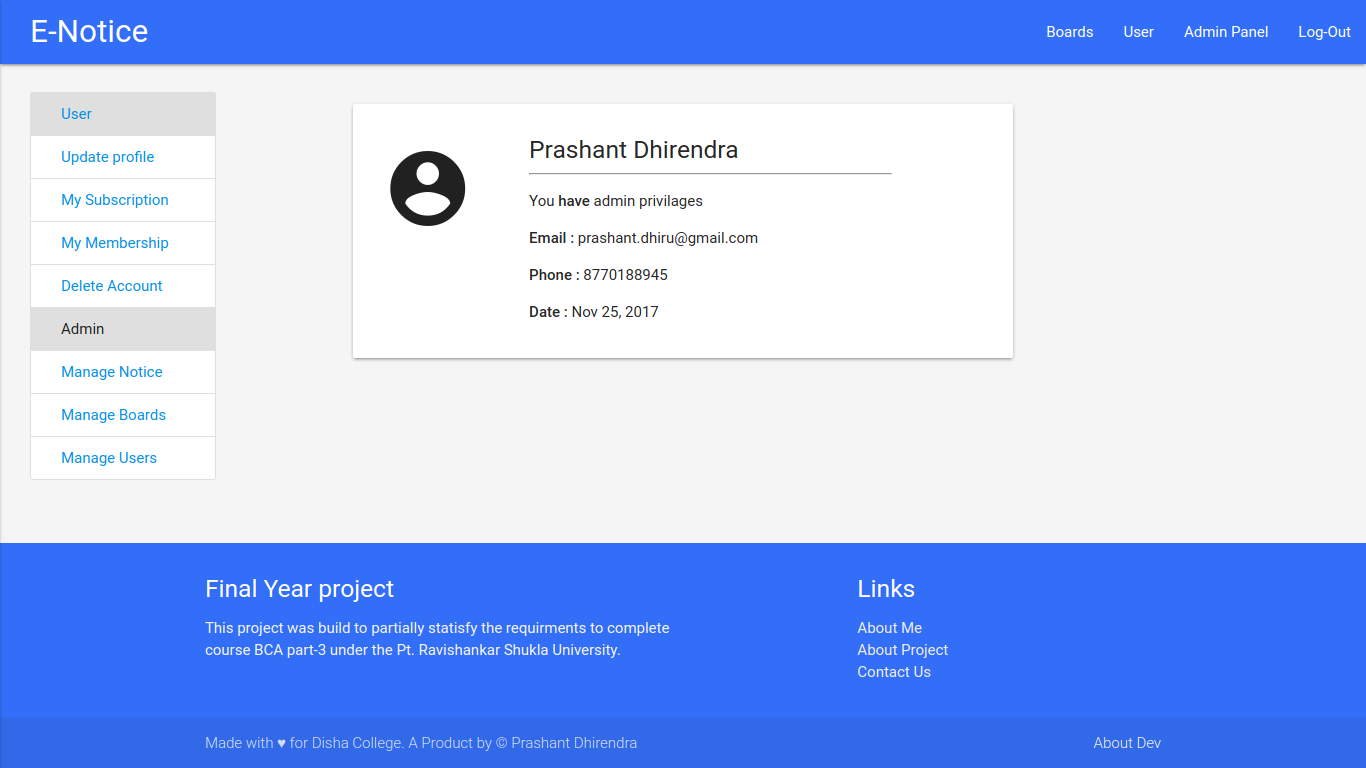 E-Notice
Boards User Admin Panel Log-Out
User
Update profile
My Subscription
My Membership
Delete Account
Admin
Manage Notice
Manage Boards
Manage Users
Prashant Dhirendra
You have admin privilages
Email : prashant.dhiru@gmail.com
Phone : 8770188945
Date : Nov 25, 2017
Final Year project
This project was build to partially statisfy the requirments to complete
course BCA part-3 under the Pt. Ravishankar Shukla University.
Links
About Me
About Project
Contact Us
Made with ♥ for Disha College. A Product by © Prashant Dhirendra
About Dev